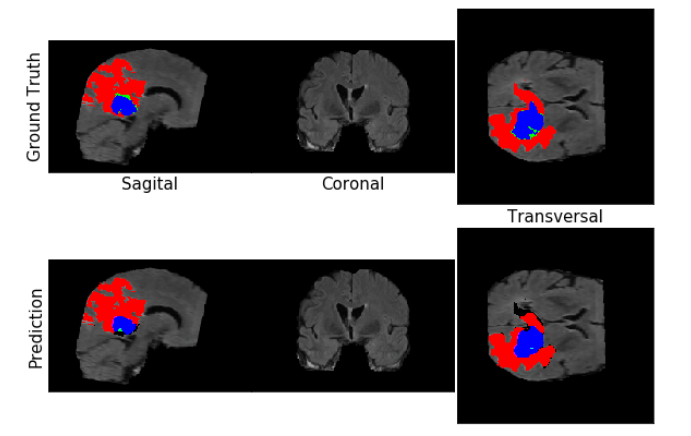 Ground Truth
Sagital
Coronal
Transversal
Prediction